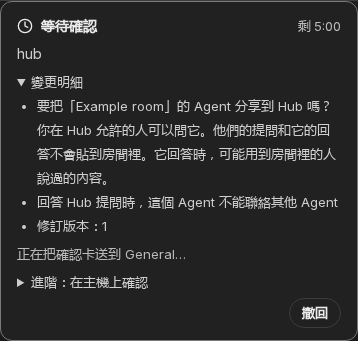 等待確認
剩 5:00
hub
▼ 變更明細
• 要把「Example room」的 Agent 分享到 Hub 嗎？
你在 Hub 允許的人可以問它。他們的提問和它的回
答不會貼到房間裡。它回答時，可能用到房間裡的人
說過的內容。
• 回答 Hub 提問時，這個 Agent 不能聯絡其他 Agent
• 修訂版本：1
正在把確認卡送到 General…
▶ 進階：在主機上確認
撤回